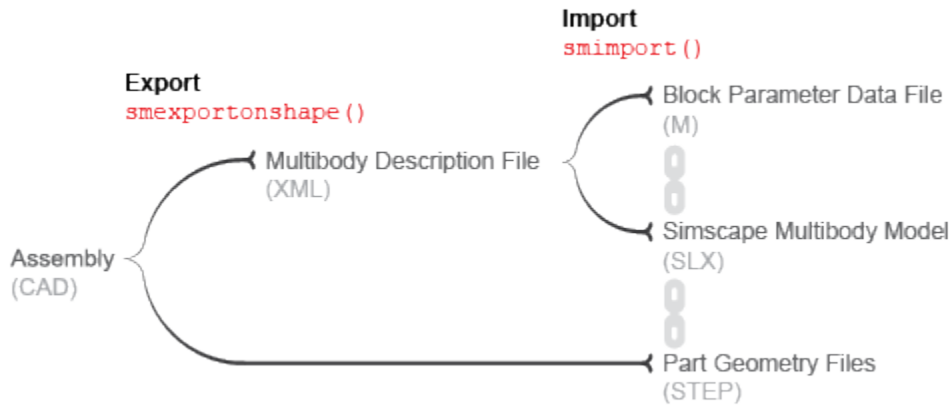 Import
smimport()
Export
smexportonshape()
Block Parameter Data File
(M)
Multibody Description File
(XML)
Simscape Multibody Model
(SLX)
Assembly
(CAD)
Part Geometry Files
(STEP)